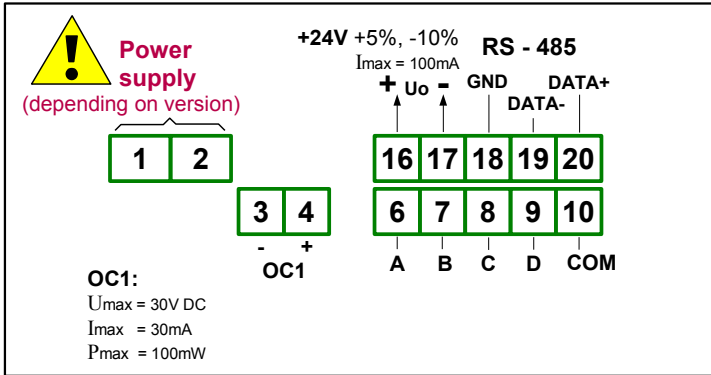 !
Power
supply
(depending on version)
+24V +5%, -10%
Imax = 100mA
+ Uo -
RS - 485
GND
DATA-
DATA+
1 2
16 17 18 19 20
3 4
- +
OC1
6 7 8 9 10
A B C D COM
OC1:
Umax = 30V DC
Imax = 30mA
Pmax = 100mW